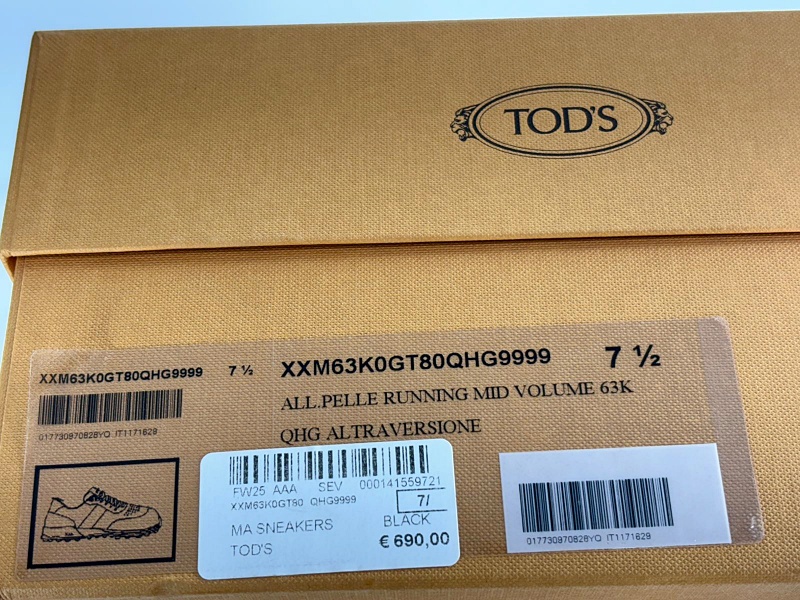 TOD'S
XXM63K0GT80QHG9999 7 ½
017730970828YQ IT1171629
XXM63K0GT80QHG9999 7 ½
ALL.PELLE RUNNING MID VOLUME 63K
QHG ALTRAVERSIONE
FW25 AAA SEV 000141559721
XXM63K0GT80 QHG9999 7/
MA SNEAKERS BLACK
TOD'S € 690,00
017730970828YQ IT1171629